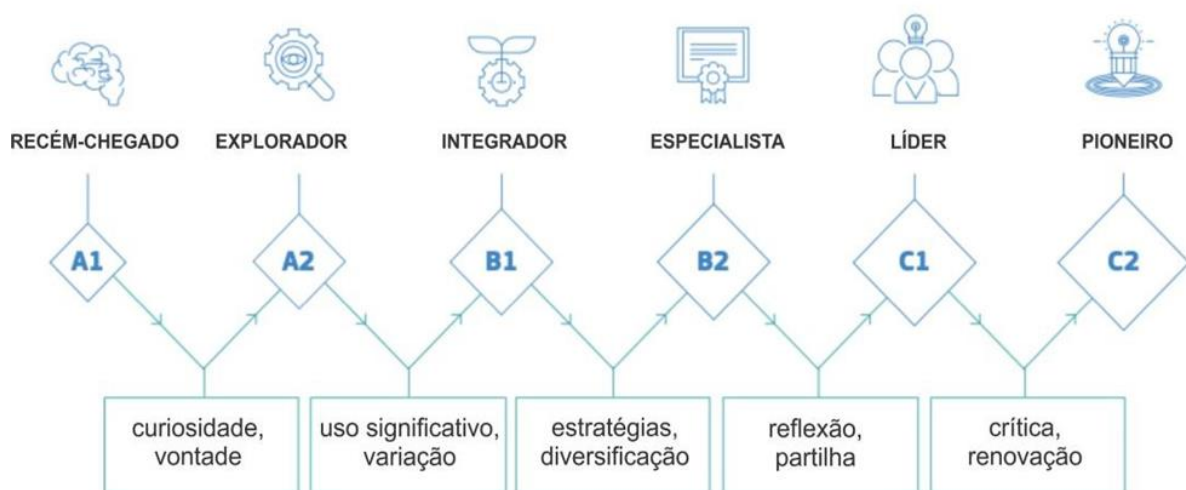 RECÉM-CHEGADO
EXPLORADOR
INTEGRADOR
ESPECIALISTA
LÍDER
PIONEIRO
A1
A2
B1
B2
C1
C2
curiosidade,
vontade
uso significativo,
variação
estratégias,
diversificação
reflexão,
partilha
crítica,
renovação